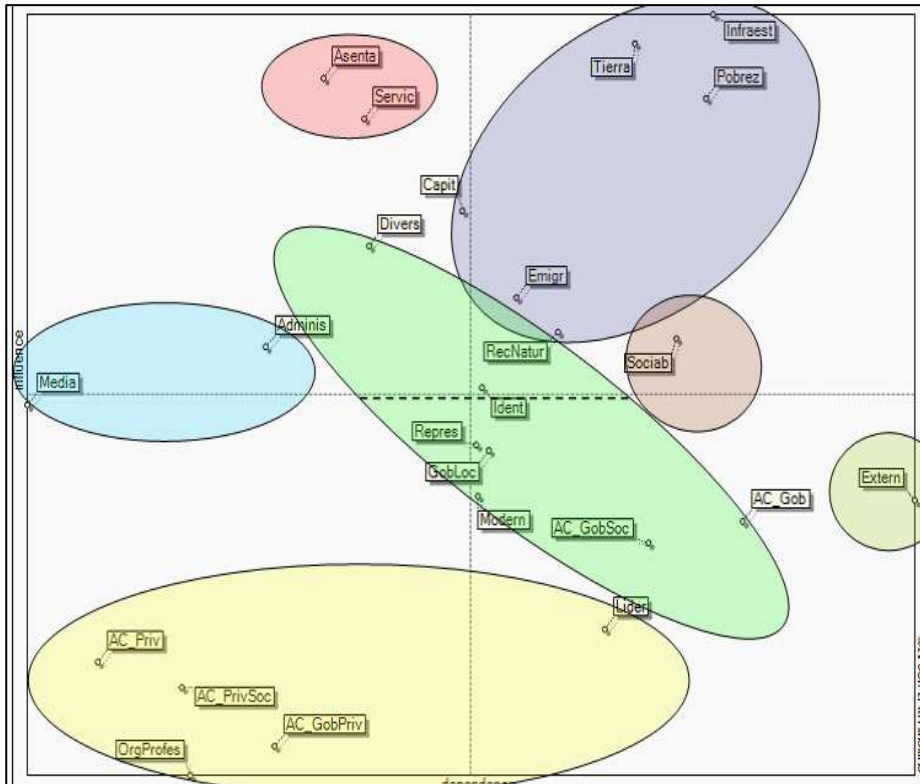 Infraest
Asenta
Tierra
Pobrez
Servic
Capit
Divers
Emigr
Adminis
influence
RecNatur
Sociab
Media
Ident
Repres
GobLoc
Extern
AC_Gob
Modern
AC_GobSoc
Lider
AC_Priv
AC_PrivSoc
AC_GobPriv
OrgProfes